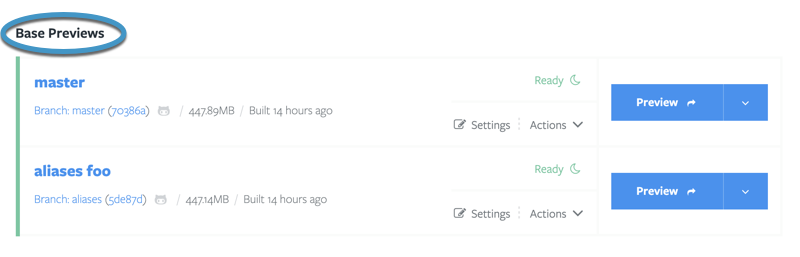 Base Previews
master
Ready
Branch: master (70386a) / 447.89MB / Built 14 hours ago
Preview
Settings
Actions
aliases foo
Ready
Branch: aliases (5de87d) / 447.14MB / Built 14 hours ago
Preview
Settings
Actions